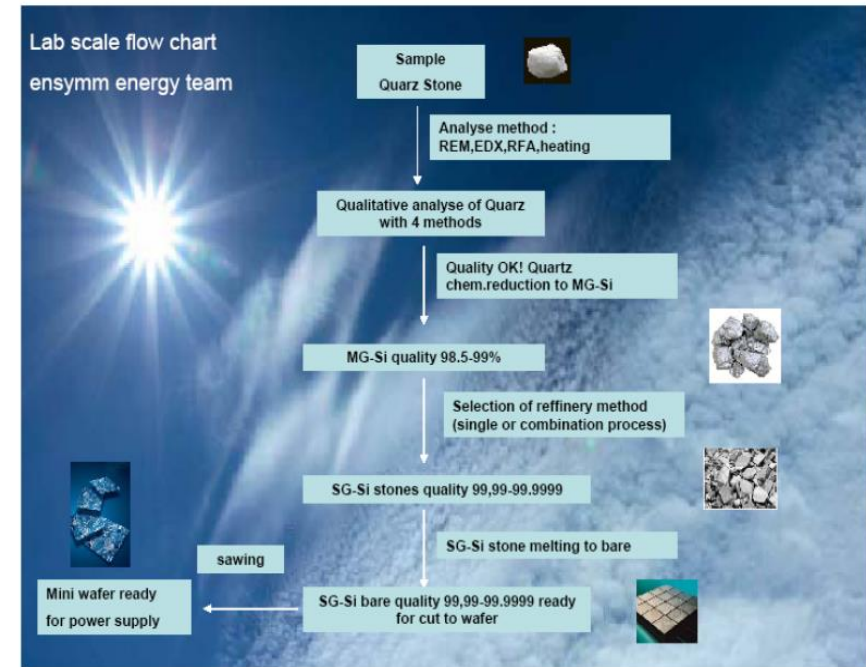 Lab scale flow chart
ensymm energy team
Sample
Quarz Stone
Analyse method :
REM,EDX,RFA,heating
Qualitative analyse of Quarz
with 4 methods
Quality OK! Quartz
chem.reduction to MG-Si
MG-Si quality 98.5-99%
Selection of reffinery method
(single or combination process)
SG-Si stones quality 99,99-99.9999
SG-Si stone melting to bare
sawing
Mini wafer ready
for power supply
SG-Si bare quality 99,99-99.9999 ready
for cut to wafer